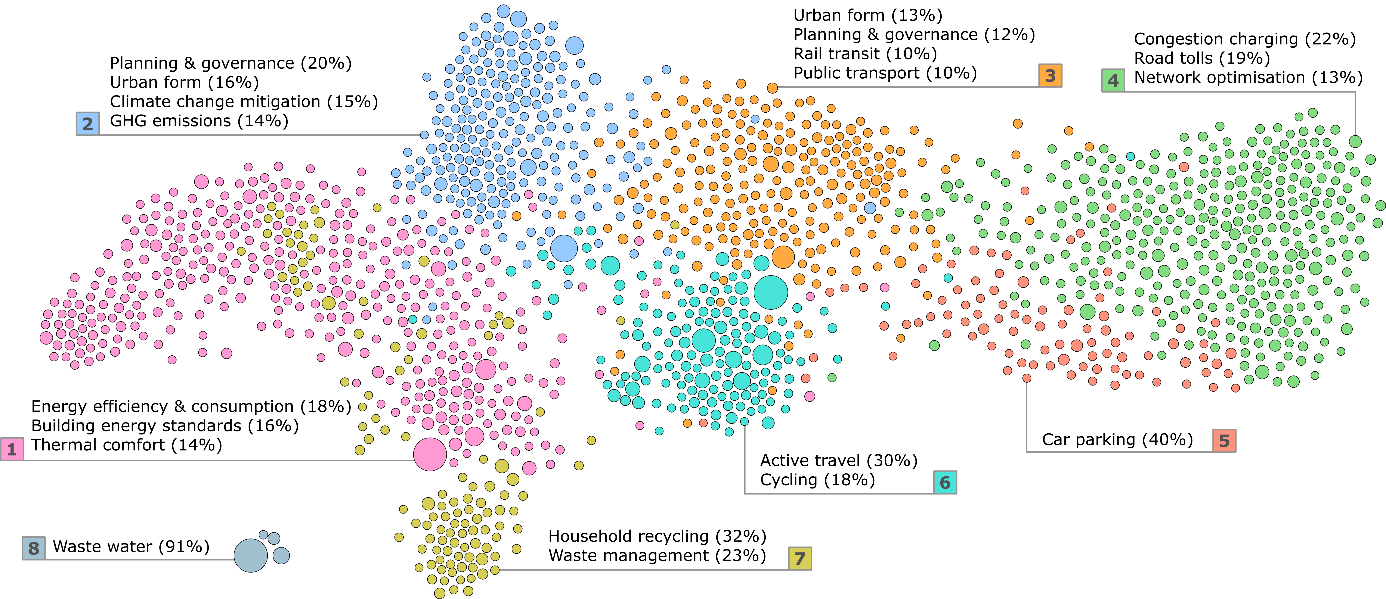 Planning & governance (20%)
Urban form (16%)
Climate change mitigation (15%)
GHG emissions (14%)
2
Urban form (13%)
Planning & governance (12%)
Rail transit (10%)
Public transport (10%)
3
Congestion charging (22%)
Road tolls (19%)
Network optimisation (13%)
4
Energy efficiency & consumption (18%)
Building energy standards (16%)
Thermal comfort (14%)
1
Car parking (40%)
5
Active travel (30%)
Cycling (18%)
6
Household recycling (32%)
Waste management (23%)
7
8
Waste water (91%)